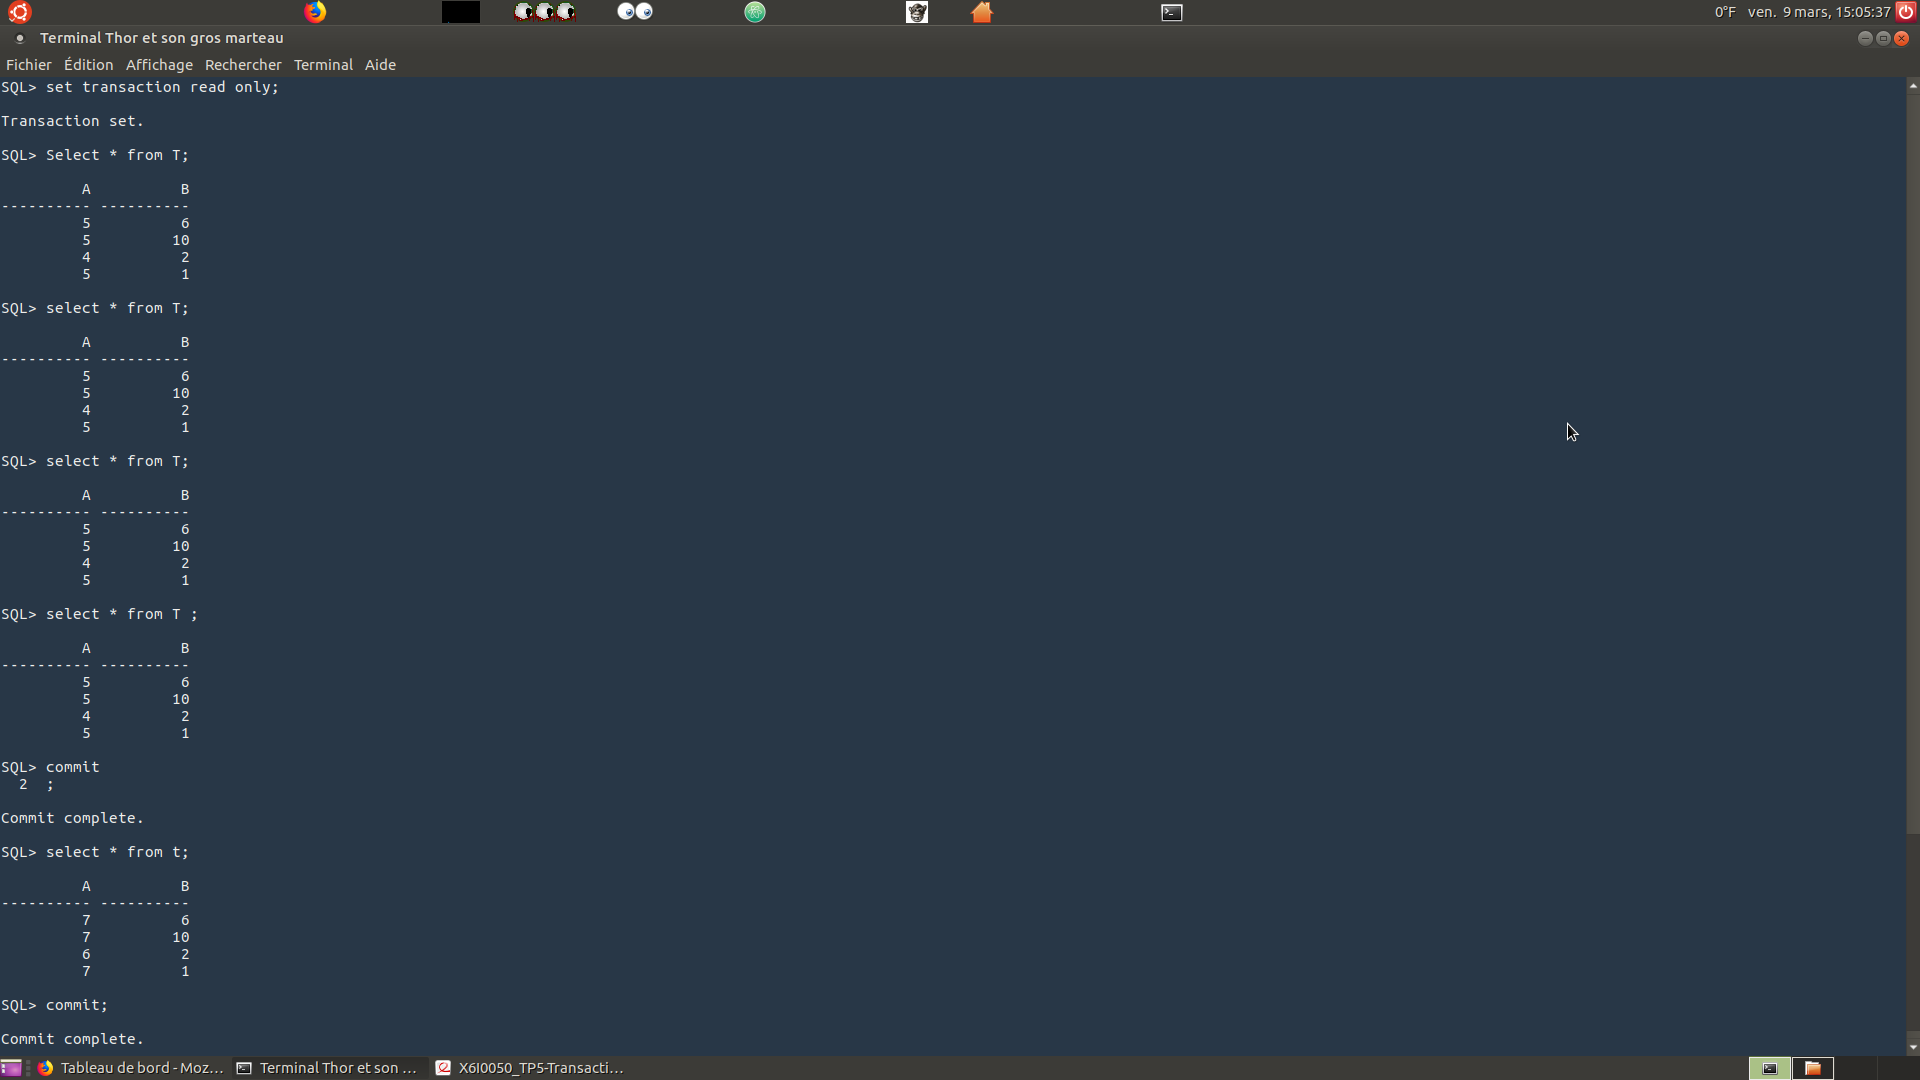 0°F ven. 9 mars, 15:05:37
Terminal Thor et son gros marteau
Fichier Édition Affichage Rechercher Terminal Aide
SQL> set transaction read only;
Transaction set.
SQL> Select * from T;
A B
---------- ----------
5 6
5 10
4 2
5 1
SQL> select * from T;
A B
---------- ----------
5 6
5 10
4 2
5 1
SQL> select * from T;
A B
---------- ----------
5 6
5 10
4 2
5 1
SQL> select * from T ;
A B
---------- ----------
5 6
5 10
4 2
5 1
SQL> commit
2 ;
Commit complete.
SQL> select * from t;
A B
---------- ----------
7 6
7 10
6 2
7 1
SQL> commit;
Commit complete.
Tableau de bord - Moz... Terminal Thor et son ... X6I0050_TP5-Transacti...